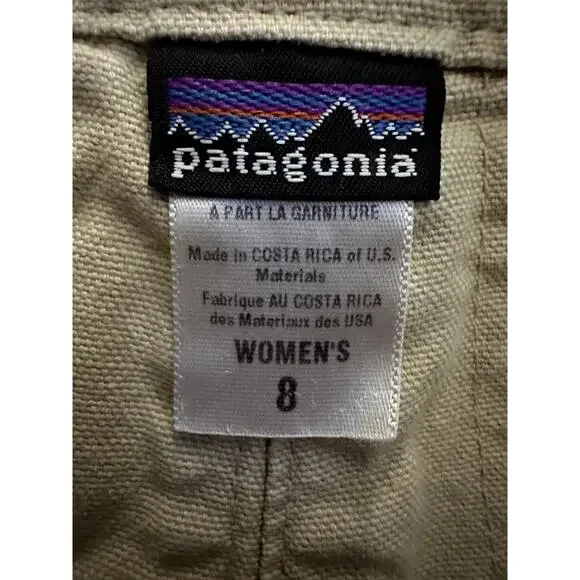 patagonia
A PART LA GARNITURE
Made in COSTA RICA of U.S.
Materials
Fabrique AU COSTA RICA
des Materiaux des USA
WOMEN'S
8